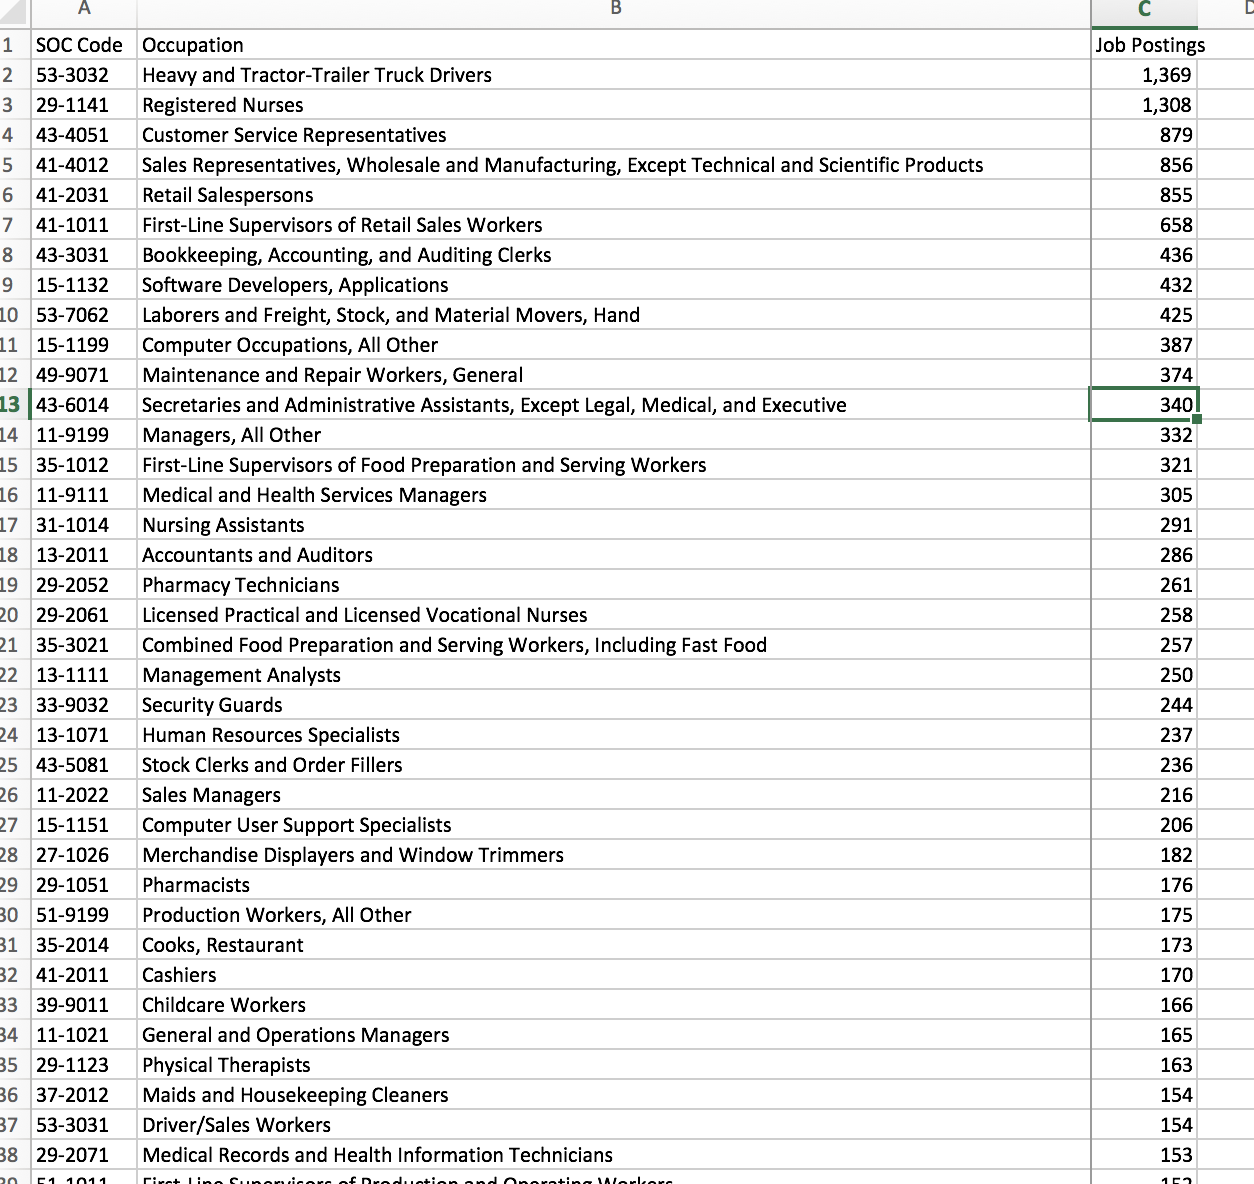 A B C
1 SOC Code Occupation Job Postings
2 53-3032 Heavy and Tractor-Trailer Truck Drivers 1,369
3 29-1141 Registered Nurses 1,308
4 43-4051 Customer Service Representatives 879
5 41-4012 Sales Representatives, Wholesale and Manufacturing, Except Technical and Scientific Products 856
6 41-2031 Retail Salespersons 855
7 41-1011 First-Line Supervisors of Retail Sales Workers 658
8 43-3031 Bookkeeping, Accounting, and Auditing Clerks 436
9 15-1132 Software Developers, Applications 432
10 53-7062 Laborers and Freight, Stock, and Material Movers, Hand 425
11 15-1199 Computer Occupations, All Other 387
12 49-9071 Maintenance and Repair Workers, General 374
13 43-6014 Secretaries and Administrative Assistants, Except Legal, Medical, and Executive 340
14 11-9199 Managers, All Other 332
15 35-1012 First-Line Supervisors of Food Preparation and Serving Workers 321
16 11-9111 Medical and Health Services Managers 305
17 31-1014 Nursing Assistants 291
18 13-2011 Accountants and Auditors 286
19 29-2052 Pharmacy Technicians 261
20 29-2061 Licensed Practical and Licensed Vocational Nurses 258
21 35-3021 Combined Food Preparation and Serving Workers, Including Fast Food 257
22 13-1111 Management Analysts 250
23 33-9032 Security Guards 244
24 13-1071 Human Resources Specialists 237
25 43-5081 Stock Clerks and Order Fillers 236
26 11-2022 Sales Managers 216
27 15-1151 Computer User Support Specialists 206
28 27-1026 Merchandise Displayers and Window Trimmers 182
29 29-1051 Pharmacists 176
30 51-9199 Production Workers, All Other 175
31 35-2014 Cooks, Restaurant 173
32 41-2011 Cashiers 170
33 39-9011 Childcare Workers 166
34 11-1021 General and Operations Managers 165
35 29-1123 Physical Therapists 163
36 37-2012 Maids and Housekeeping Cleaners 154
37 53-3031 Driver/Sales Workers 154
38 29-2071 Medical Records and Health Information Technicians 153
51-1011 First-Line Supervisors of Production and Operating Workers